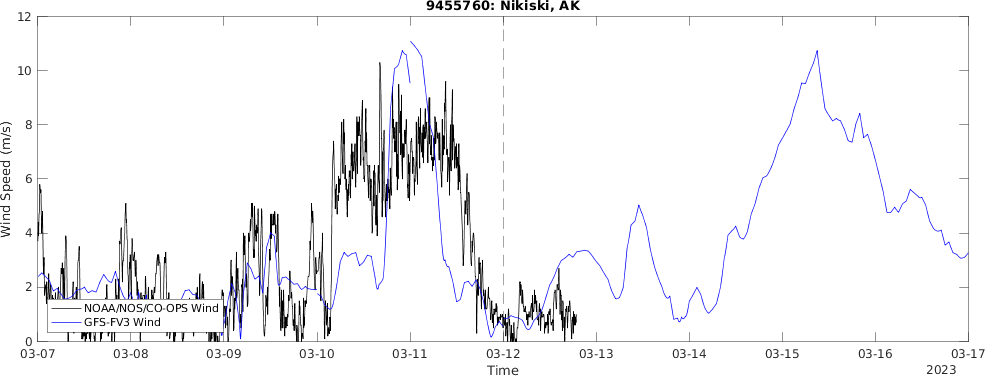 9455760: Nikiski, AK
Wind Speed (m/s)
12
10
8
6
4
2
0
NOAA/NOS/CO-OPS Wind
GFS-FV3 Wind
03-07 03-08 03-09 03-10 03-11 03-12 03-13 03-14 03-15 03-16 03-17
Time
2023